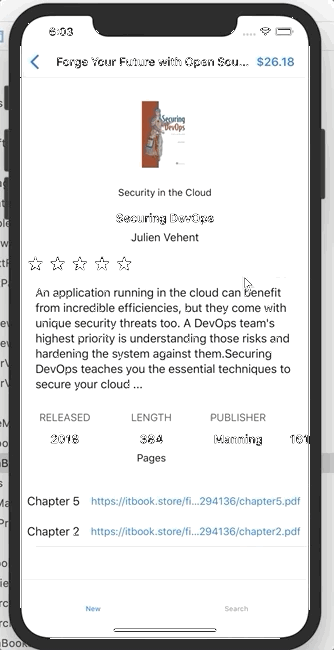 6:03
Forge Your Future with Open Sou... $26.18
Securing
DevOps
Security in the Cloud
Securing DevOps
Julien Vehent
An application running in the cloud can benefit
from incredible efficiencies, but they come with
unique security threats too. A DevOps team's
highest priority is understanding those risks and
hardening the system against them.Securing
DevOps teaches you the essential techniques to
secure your cloud ...
RELEASED LENGTH PUBLISHER
2018 384 Manning 161
Pages
Chapter 5 https://itbook.store/fi...294136/chapter5.pdf
Chapter 2 https://itbook.store/fi...294136/chapter2.pdf
New Search